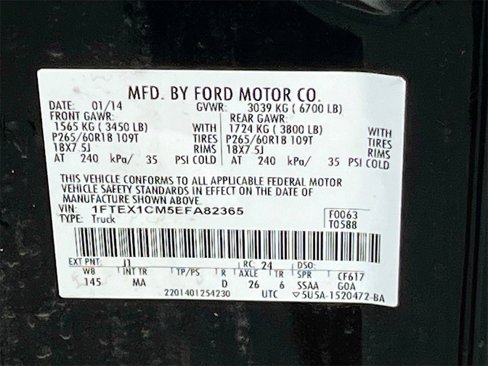 MFD. BY FORD MOTOR CO.
DATE: 01/14 GVWR: 3039 KG ( 6700 LB)
FRONT GAWR: REAR GAWR:
1565 KG ( 3450 LB) WITH 1724 KG ( 3800 LB) WITH
P265/60R18 109T TIRES P265/60R18 109T TIRES
18X7.5J RIMS 18X7.5J RIMS
AT 240 kPa/ 35 PSI COLD AT 240 kPa/ 35 PSI COLD
THIS VEHICLE CONFORMS TO ALL APPLICABLE FEDERAL MOTOR
VEHICLE SAFETY STANDARDS IN EFFECT ON THE DATE OF
MANUFACTURE SHOWN ABOVE.
VIN: 1FTEX1CM5EFA82365 F0063
TYPE: Truck T0588
EXT PNT: J1 RC: 24 DSO:
WB INT TR TP/PS R AXLE TR SPR CF617
145 MA D 26 6 SSAA G0A
2201401254230 UTC 5U5A-1520472-BA